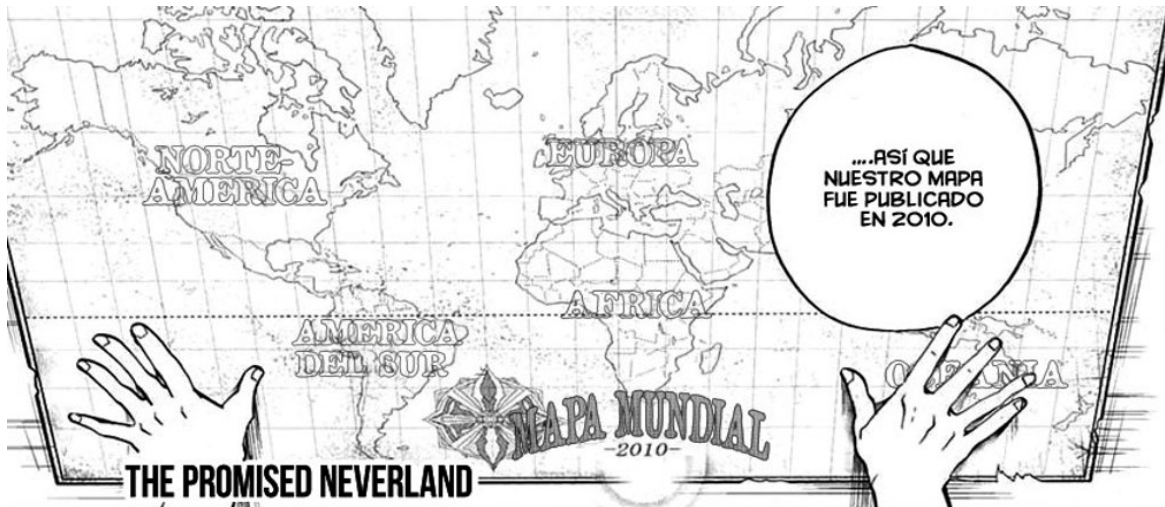 NORTE-
AMERICA
EUROPA
....ASÍ QUE
NUESTRO MAPA
FUE PUBLICADO
EN 2010.
AFRICA
AMERICA
DEL SUR
OCEANIA
MAPA MUNDIAL
-2010-
THE PROMISED NEVERLAND